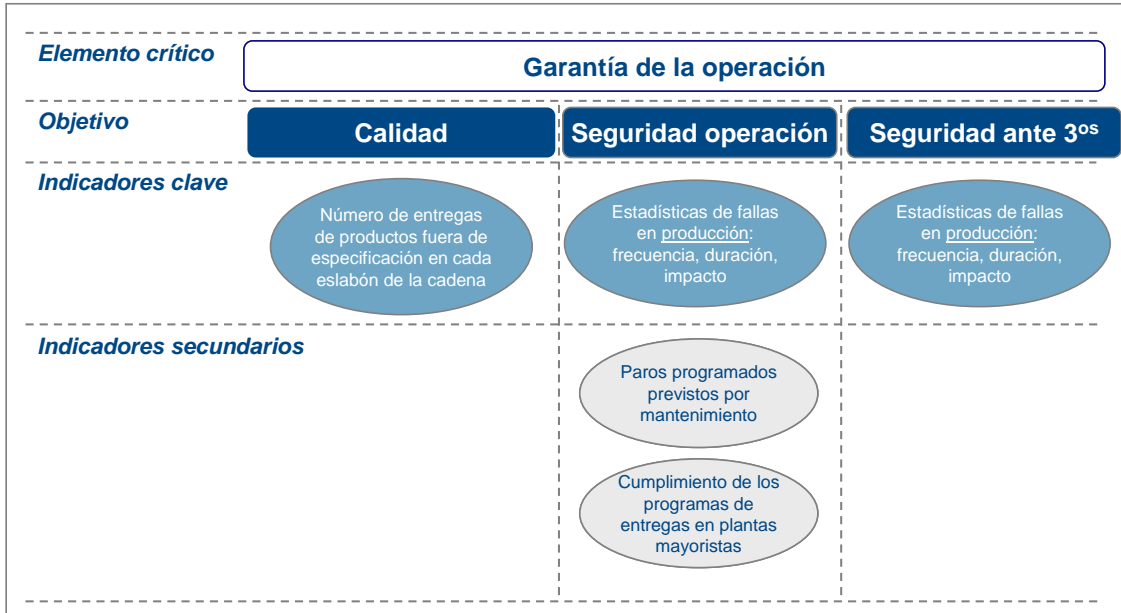 Elemento crítico
Garantía de la operación
Objetivo
Calidad
Seguridad operación
Seguridad ante 3os
Indicadores clave
Número de entregas
de productos fuera de
especificación en cada
eslabón de la cadena
Estadísticas de fallas
en producción:
frecuencia, duración,
impacto
Estadísticas de fallas
en producción:
frecuencia, duración,
impacto
Indicadores secundarios
Paros programados
previstos por
mantenimiento
Cumplimiento de los
programas de
entregas en plantas
mayoristas